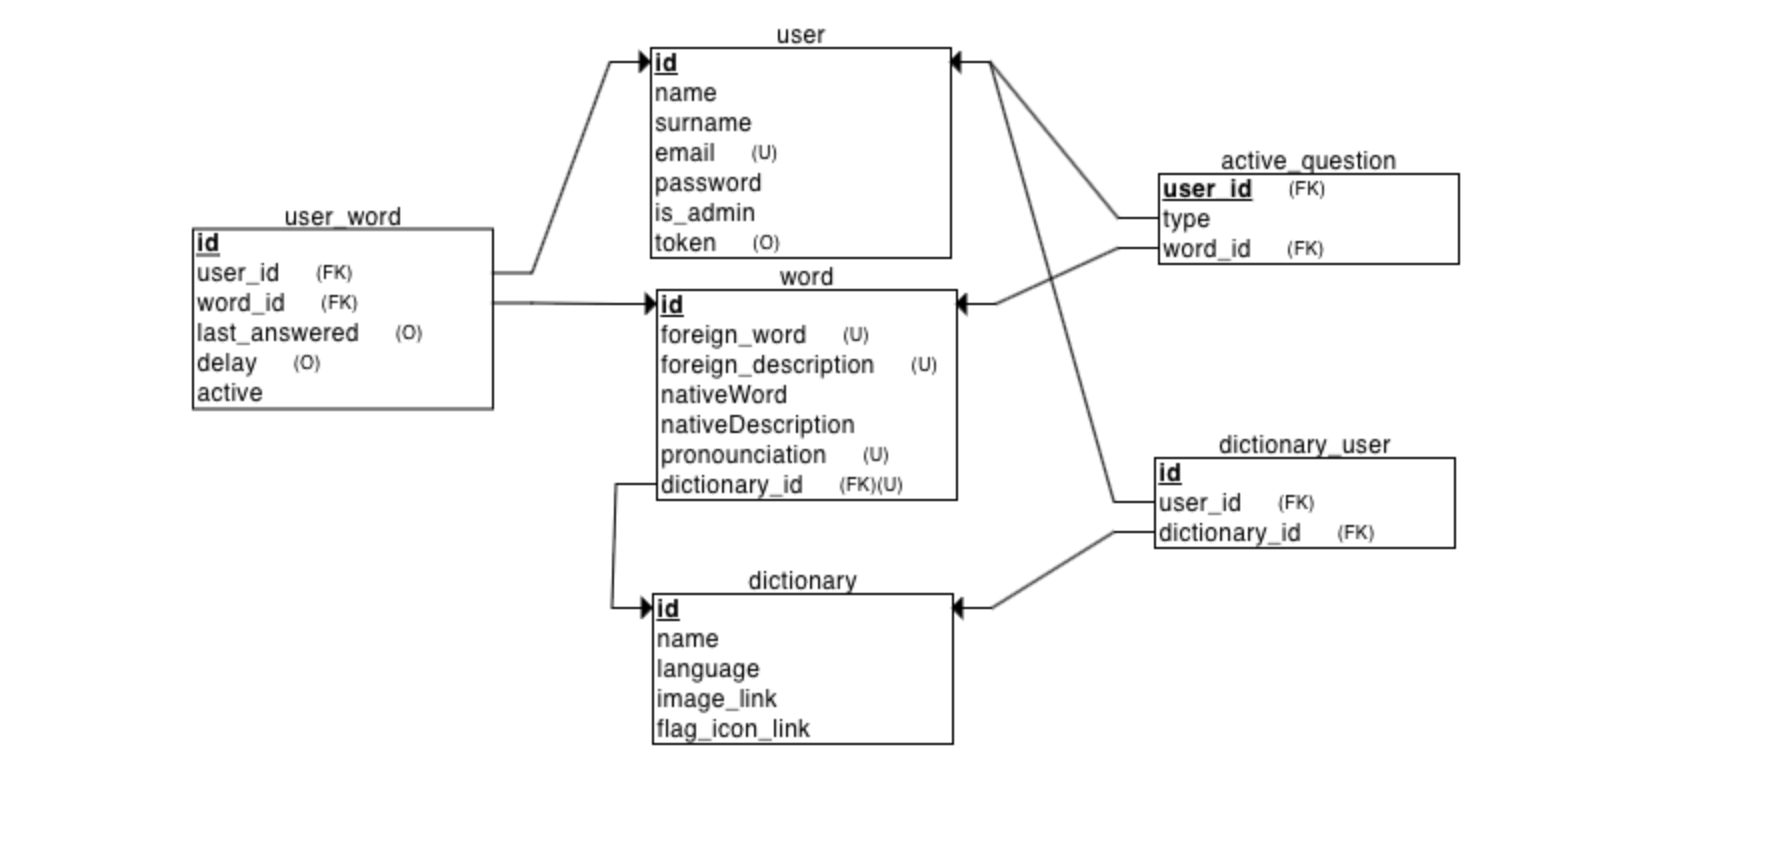 user
id
name
surname
email (U)
password
is_admin
token (O)
user_word
id
user_id (FK)
word_id (FK)
last_answered (O)
delay (O)
active
word
id
foreign_word (U)
foreign_description (U)
nativeWord
nativeDescription
pronounciation (U)
dictionary_id (FK)(U)
active_question
user_id (FK)
type
word_id (FK)
dictionary_user
id
user_id (FK)
dictionary_id (FK)
dictionary
id
name
language
image_link
flag_icon_link